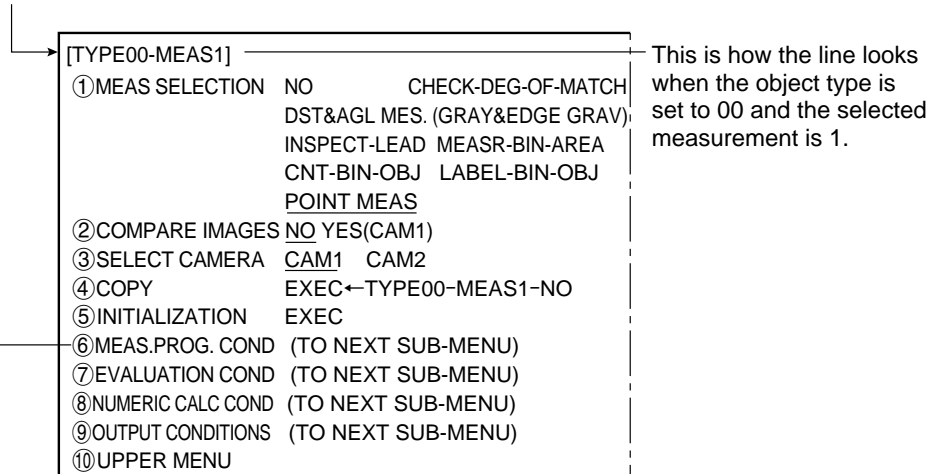 [TYPE00-MEAS1]
①MEAS SELECTION NO CHECK-DEG-OF-MATCH
DST&AGL MES. (GRAY&EDGE GRAV)
INSPECT-LEAD MEASR-BIN-AREA
CNT-BIN-OBJ LABEL-BIN-OBJ
POINT MEAS
②COMPARE IMAGES NO YES(CAM1)
③SELECT CAMERA CAM1 CAM2
④COPY EXEC←TYPE00-MEAS1-NO
⑤INITIALIZATION EXEC
⑥MEAS.PROG. COND (TO NEXT SUB-MENU)
⑦EVALUATION COND (TO NEXT SUB-MENU)
⑧NUMERIC CALC COND (TO NEXT SUB-MENU)
⑨OUTPUT CONDITIONS (TO NEXT SUB-MENU)
⑩UPPER MENU
This is how the line looks
when the object type is
set to 00 and the selected
measurement is 1.